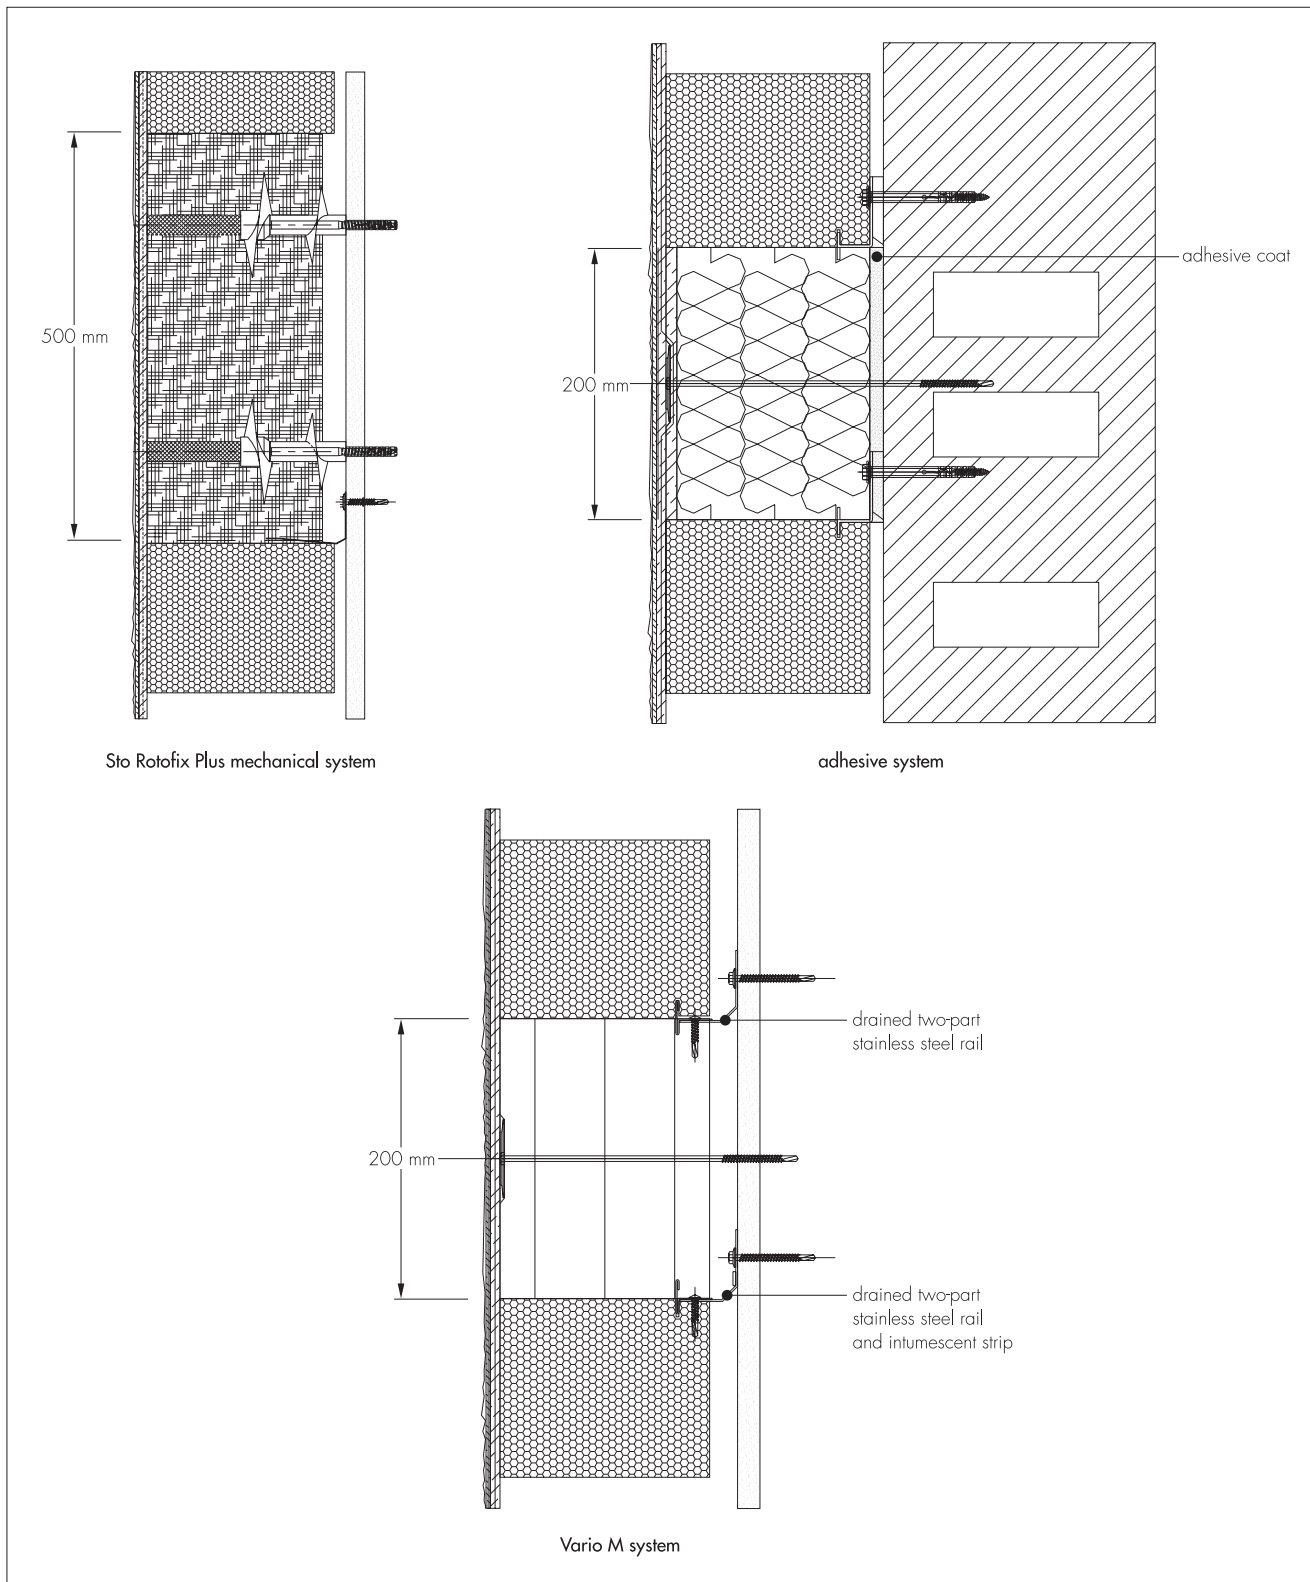 500 mm
Sto Rotofix Plus mechanical system
adhesive coat
200 mm
adhesive system
drained two-part
stainless steel rail
200 mm
drained two-part
stainless steel rail
and intumescent strip
Vario M system